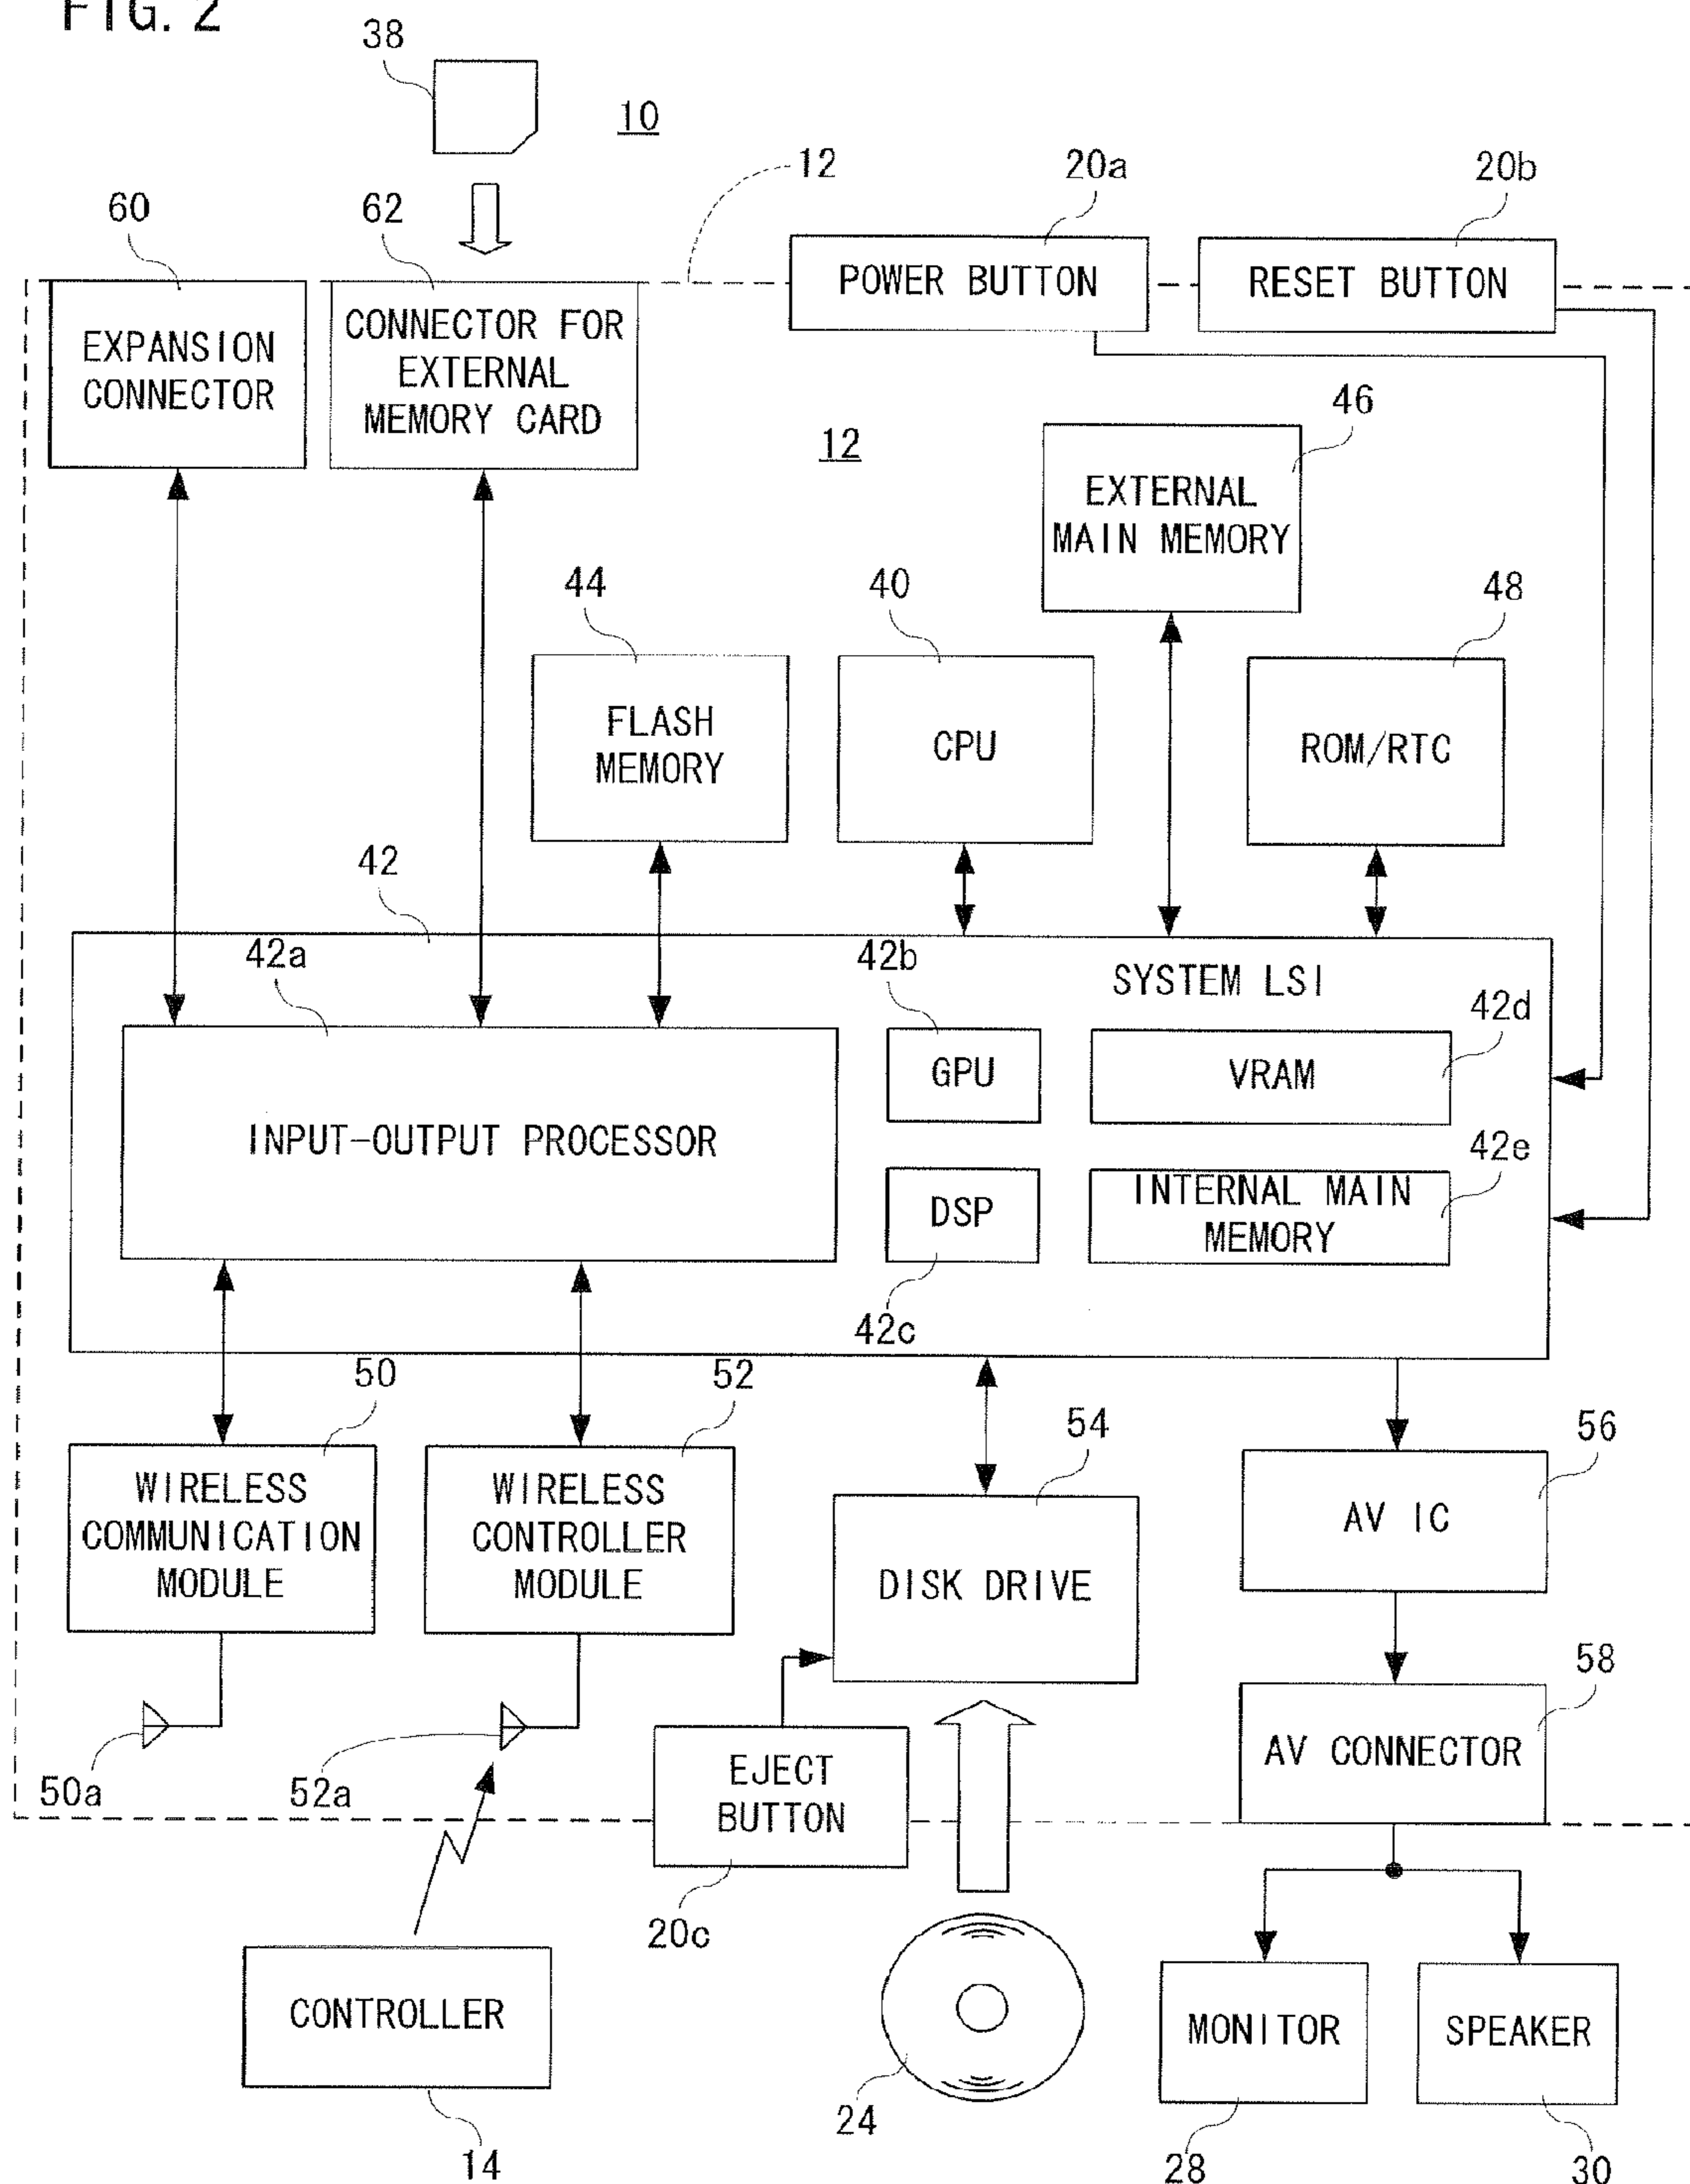 FIG. 2
38
10
12
20a
20b
60
62
POWER BUTTON
RESET BUTTON
EXPANSION
CONNECTOR
CONNECTOR FOR
EXTERNAL
MEMORY CARD
12
46
EXTERNAL
MAIN MEMORY
44
40
48
FLASH
MEMORY
CPU
ROM/RTC
42
42a
42b
SYSTEM LSI
42d
GPU
VRAM
INPUT-OUTPUT PROCESSOR
42e
DSP
INTERNAL MAIN
MEMORY
42c
50
52
54
56
WIRELESS
COMMUNICATION
MODULE
WIRELESS
CONTROLLER
MODULE
DISK DRIVE
AV IC
58
50a
52a
EJECT
BUTTON
AV CONNECTOR
20c
CONTROLLER
MONITOR
SPEAKER
24
14
28
30